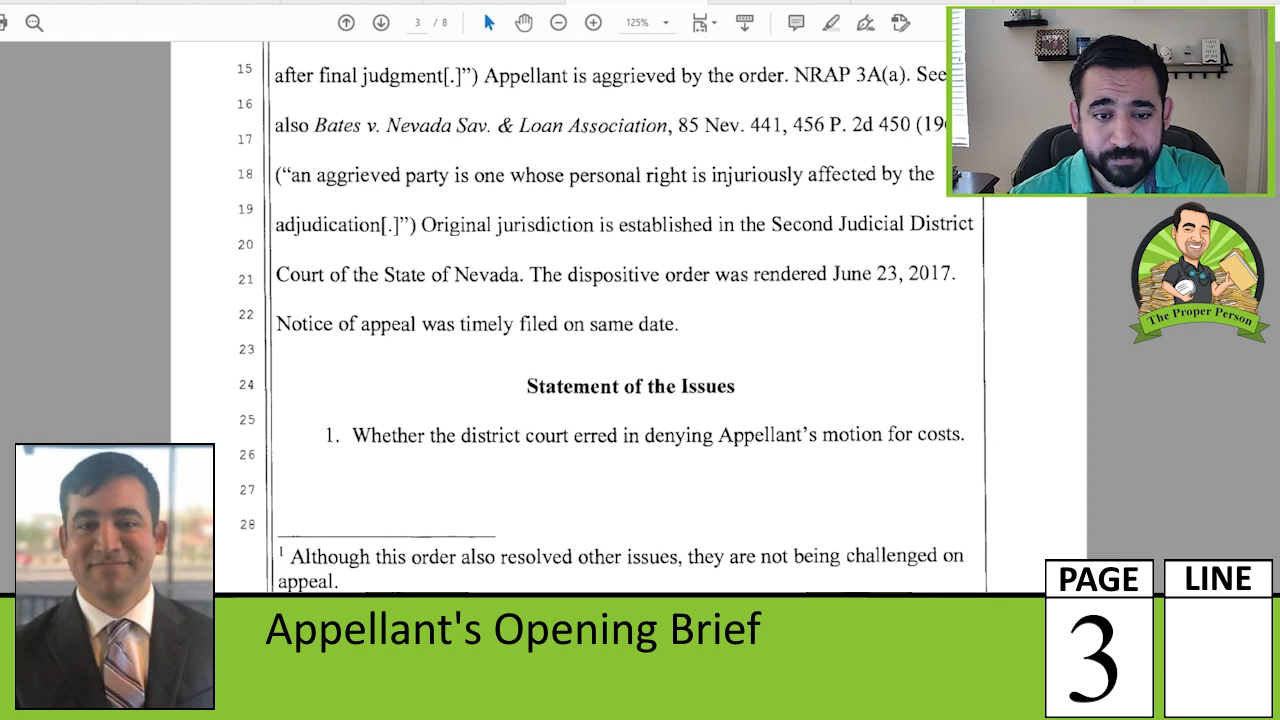 3 / 8
125%
15 after final judgment[.]”) Appellant is aggrieved by the order. NRAP 3A(a). See
16 also Bates v. Nevada Sav. & Loan Association, 85 Nev. 441, 456 P. 2d 450
17
18 (“an aggrieved party is one whose personal right is injuriously affected by the
19 adjudication[.]”) Original jurisdiction is established in the Second Judicial District
20
21 Court of the State of Nevada. The dispositive order was rendered June 23, 2017.
22 Notice of appeal was timely filed on same date.
23
24 Statement of the Issues
25 1. Whether the district court erred in denying Appellant’s motion for costs.
26
27
28
1 Although this order also resolved other issues, they are not being challenged on
appeal.
The Proper Person
Appellant's Opening Brief
PAGE
3
LINE